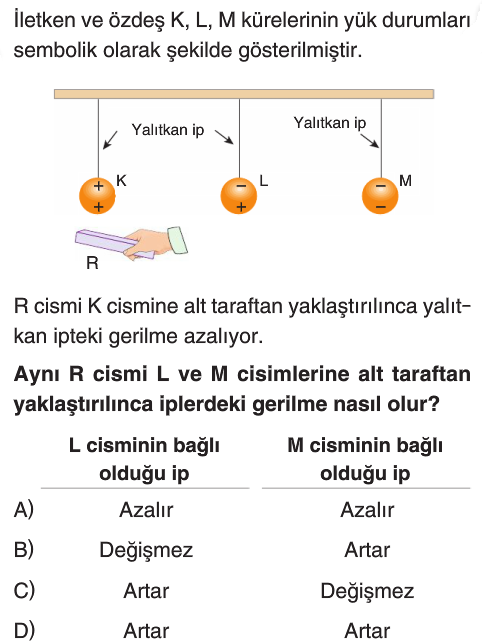 İletken ve özdeş K, L, M kürelerinin yük durumları
sembolik olarak şekilde gösterilmiştir.
Yalıtkan ip
Yalıtkan ip
K
L
M
+
+
−
+
−
−
R
R cismi K cismine alt taraftan yaklaştırılınca yalıt-
kan ipteki gerilme azalıyor.
Aynı R cismi L ve M cisimlerine alt taraftan
yaklaştırılınca iplerdeki gerilme nasıl olur?
L cisminin bağlı
olduğu ip
M cisminin bağlı
olduğu ip
A) Azalır Azalır
B) Değişmez Artar
C) Artar Değişmez
D) Artar Artar